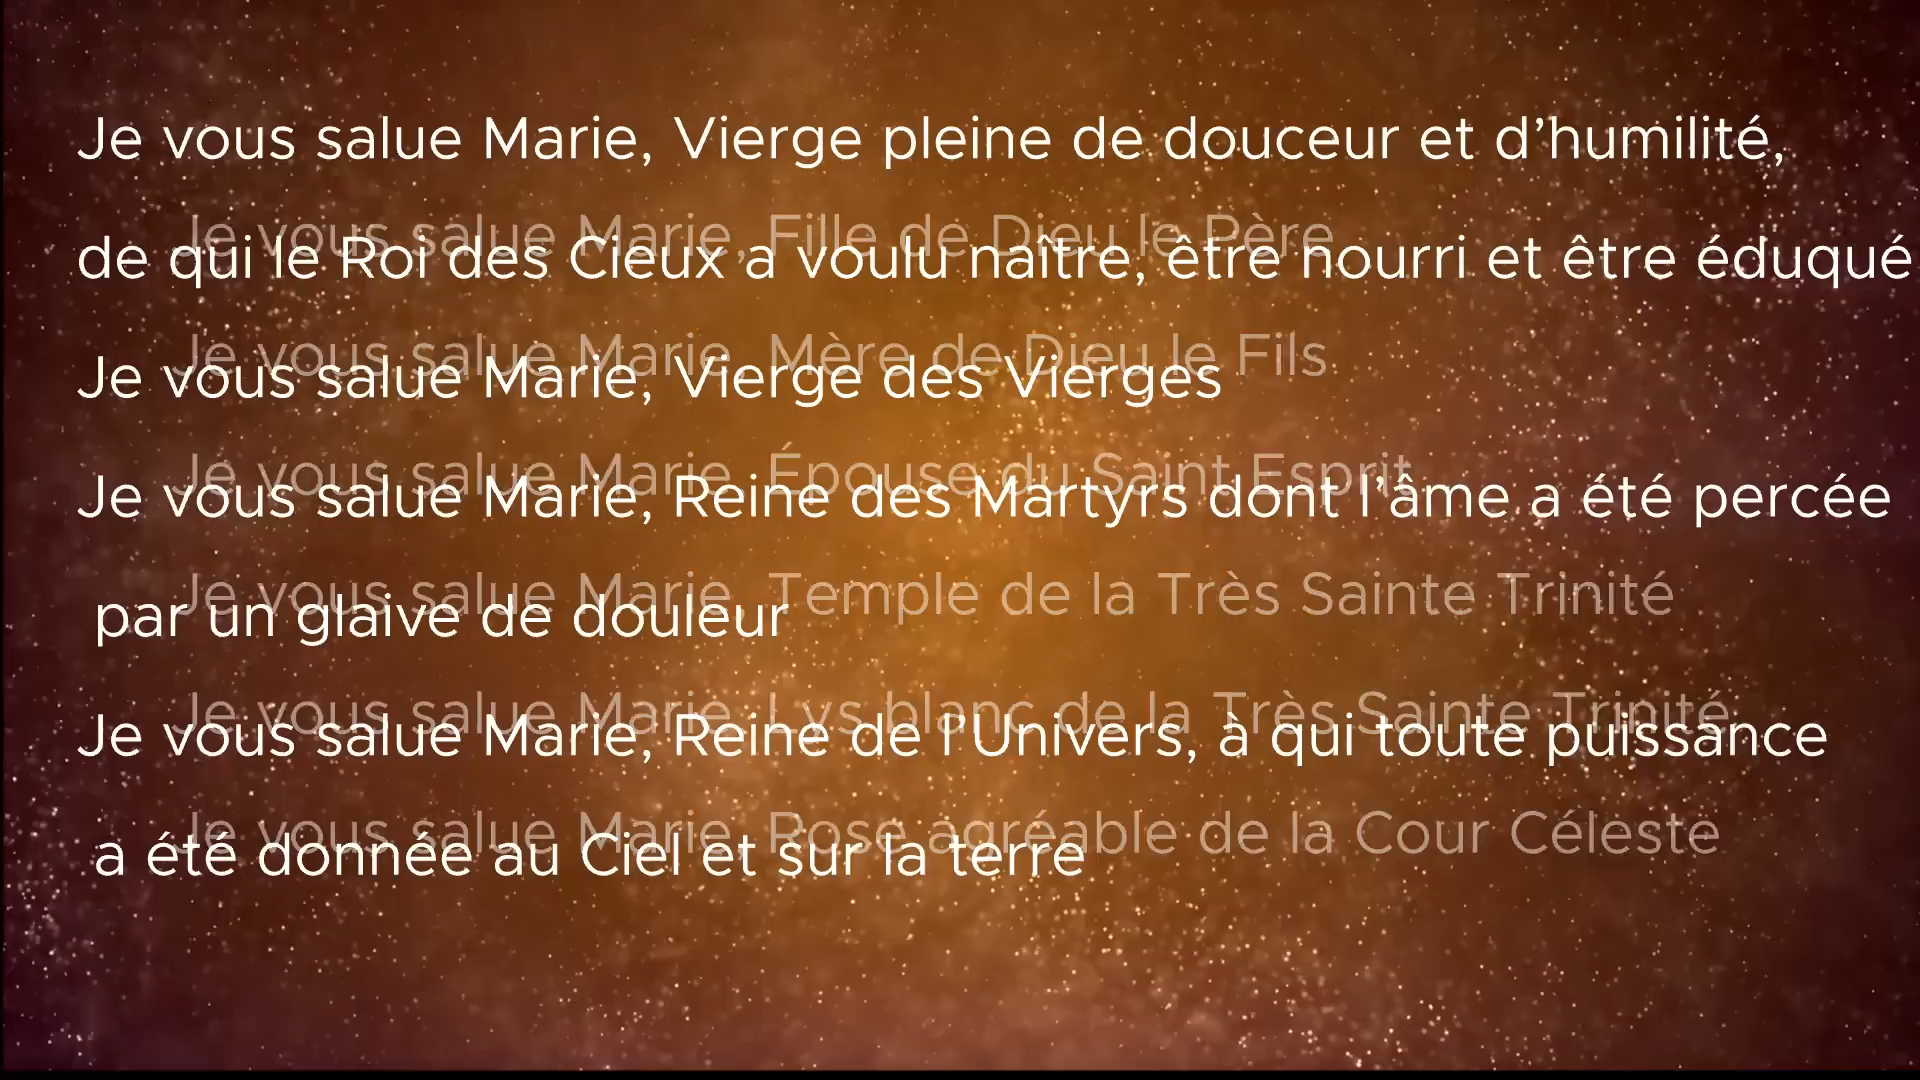 Je vous salue Marie, Vierge pleine de douceur et d’humilité,
Je vous salue Marie, Fille de Dieu le Père
de qui le Roi des Cieux a voulu naître, être nourri et être éduqué
Je vous salue Marie, Mère de Dieu le Fils
Je vous salue Marie, Vierge des Vierges
Je vous salue Marie, Épouse du Saint Esprit
Je vous salue Marie, Reine des Martyrs dont l’âme a été percée
Je vous salue Marie, Temple de la Très Sainte Trinité
par un glaive de douleur
Je vous salue Marie, Lys blanc de la Très Sainte Trinité
Je vous salue Marie, Reine de l’Univers, à qui toute puissance
Je vous salue Marie, Rose agréable de la Cour Céleste
a été donnée au Ciel et sur la terre